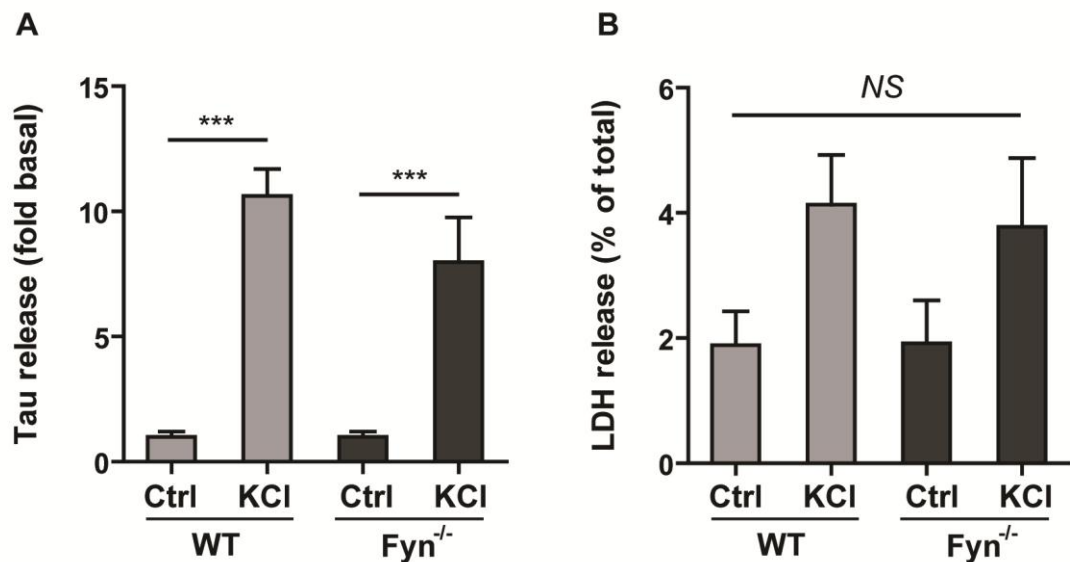 A
Tau release (fold basal)
15
10
5
0
***
***
Ctrl KCl Ctrl KCl
WT Fyn-/-
B
LDH release (% of total)
6
4
2
0
NS
Ctrl KCl Ctrl KCl
WT Fyn-/-